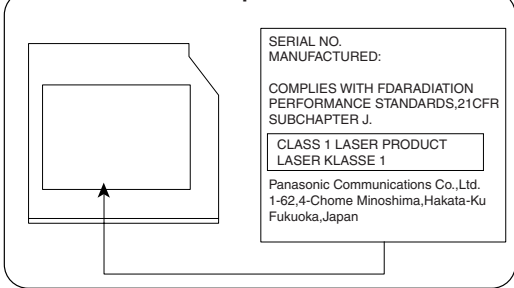 SERIAL NO.
MANUFACTURED:
COMPLIES WITH FDARADIATION
PERFORMANCE STANDARDS,21CFR
SUBCHAPTER J.
CLASS 1 LASER PRODUCT
LASER KLASSE 1
Panasonic Communications Co.,Ltd.
1-62,4-Chome Minoshima,Hakata-Ku
Fukuoka,Japan